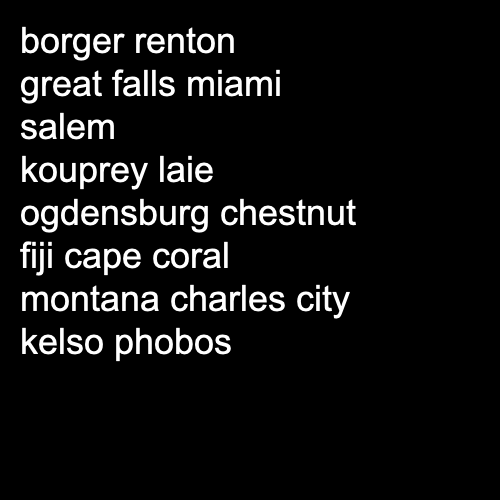 borger renton
great falls miami
salem
kouprey laie
ogdensburg chestnut
fiji cape coral
montana charles city
kelso phobos